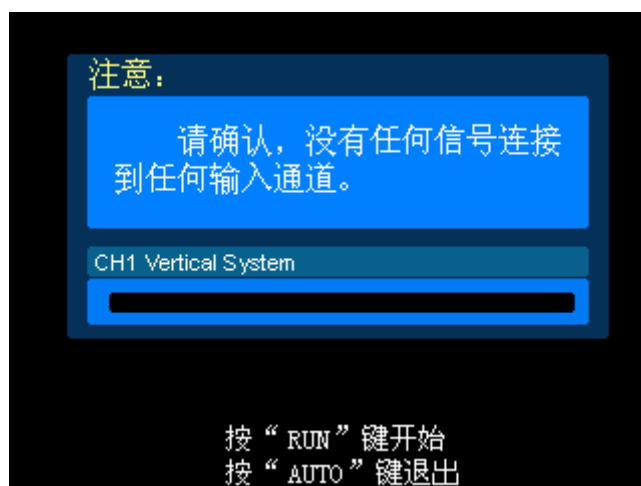 注意：
请确认，没有任何信号连接
到任何输入通道。
CH1 Vertical System
按“RUN”键开始
按“AUTO”键退出